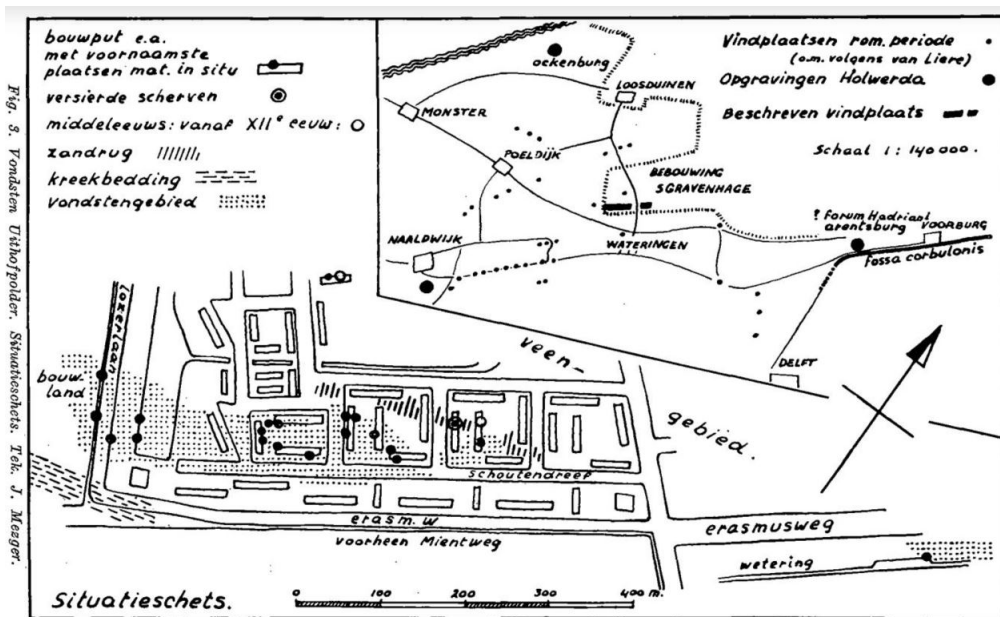 Fig. 3. Vondsten Uithofpolder. Situatieschets. Tek. J. Mezger.
bouwput e.a.
met voornaamste
plaatsen mat. in situ
versierde scherven
middeleeuws: vanaf XIIe eeuw:
zandrug
kreekbedding
vondstengebied
Vindplaatsen rom. periode
(o.m. volgens van Liere)
Opgravingen Holwerda
Beschreven vindplaats
Schaal 1: 140000.
ockenburg
LOOSDUINEN
MONSTER
POELDIJK
BEBOUWING
SGRAVENHAGE
? Forum Hadriani
arentsburg
VOORBURG
fossa corbulonis
NAALDWIJK
WATERINGEN
DELFT
Lozerlaan
bouw-
land
veen-
gebied.
Schoutendreef
erasm. w
erasmusweg
voorheen Mientweg
wetering
Situatieschets.
0 100 200 300 400 m.